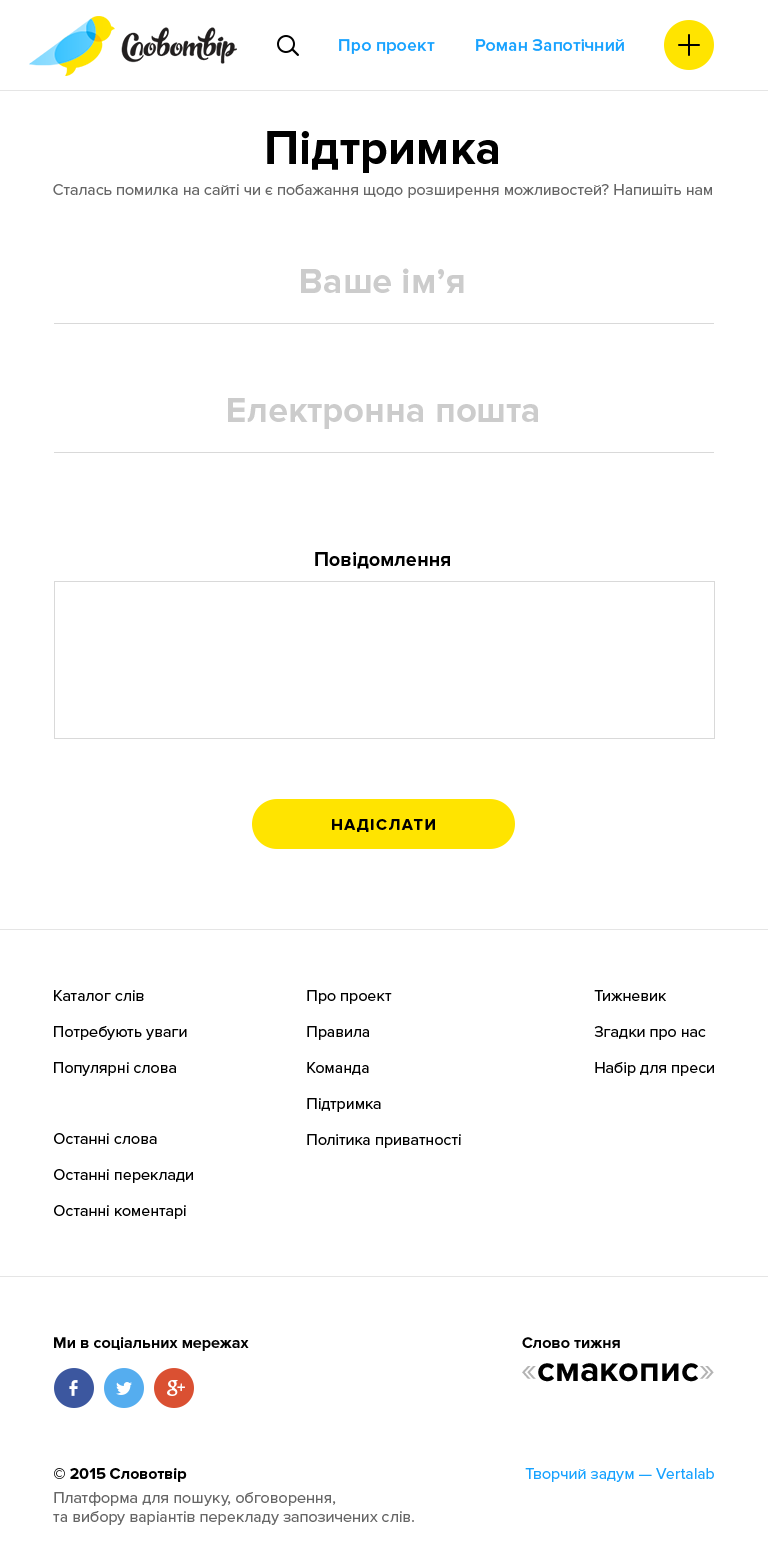 Словотвір
Про проект
Роман Запотічний
Підтримка
Сталась помилка на сайті чи є побажання щодо розширення можливостей? Напишіть нам
Ваше ім’я
Електронна пошта
Повідомлення
НАДІСЛАТИ
Каталог слів
Потребують уваги
Популярні слова
Останні слова
Останні переклади
Останні коментарі
Про проект
Правила
Команда
Підтримка
Політика приватності
Тижневик
Згадки про нас
Набір для преси
Ми в соціальних мережах
Слово тижня
«смакопис»
© 2015 Словотвір
Платформа для пошуку, обговорення,
та вибору варіантів перекладу запозичених слів.
Творчий задум — Vertalab